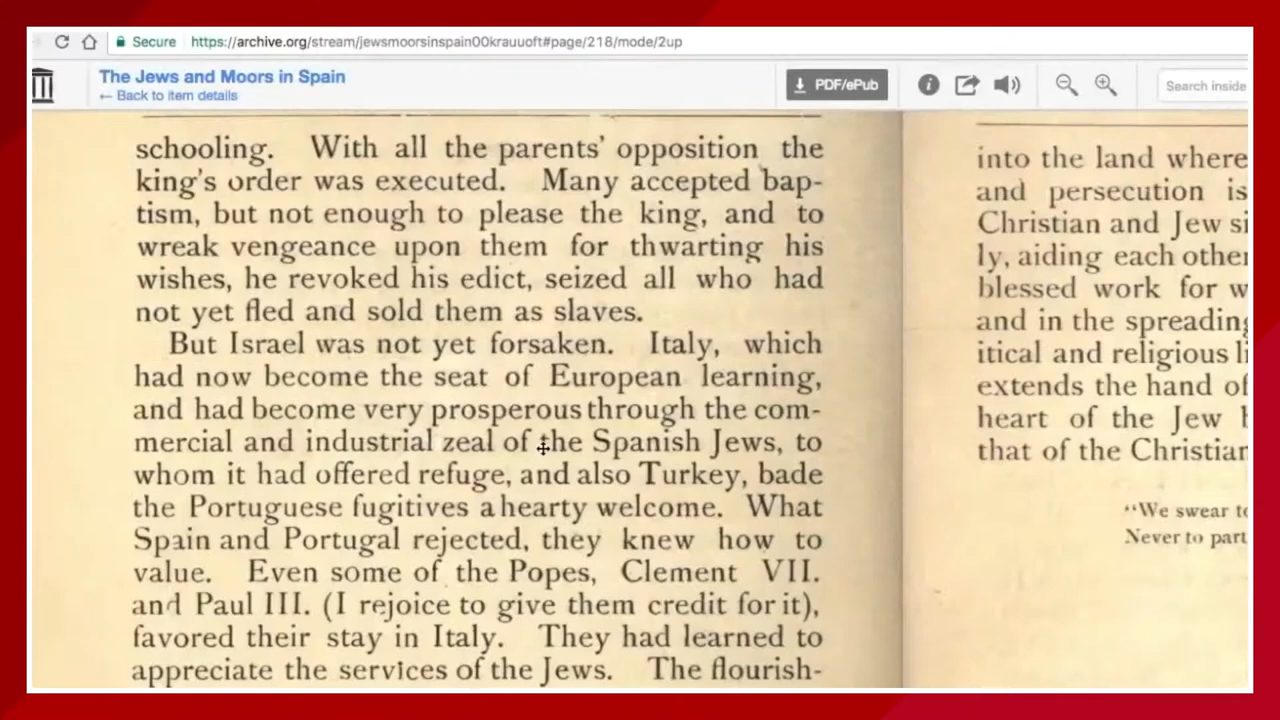 Secure
https://archive.org/stream/jewsmoorsinspain00krauuoft#page/218/mode/2up
The Jews and Moors in Spain
← Back to item details
PDF/ePub
Search inside
schooling. With all the parents' opposition the
king's order was executed. Many accepted bap-
tism, but not enough to please the king, and to
wreak vengeance upon them for thwarting his
wishes, he revoked his edict, seized all who had
not yet fled and sold them as slaves.
But Israel was not yet forsaken. Italy, which
had now become the seat of European learning,
and had become very prosperous through the com-
mercial and industrial zeal of the Spanish Jews, to
whom it had offered refuge, and also Turkey, bade
the Portuguese fugitives a hearty welcome. What
Spain and Portugal rejected, they knew how to
value. Even some of the Popes, Clement VII.
and Paul III. (I rejoice to give them credit for it),
favored their stay in Italy. They had learned to
appreciate the services of the Jews. The flourish-
into the land where
and persecution is
Christian and Jew si
ly, aiding each other
blessed work for w
and in the spreading
itical and religious li
extends the hand of
heart of the Jew
that of the Christian
"We swear to
Never to part